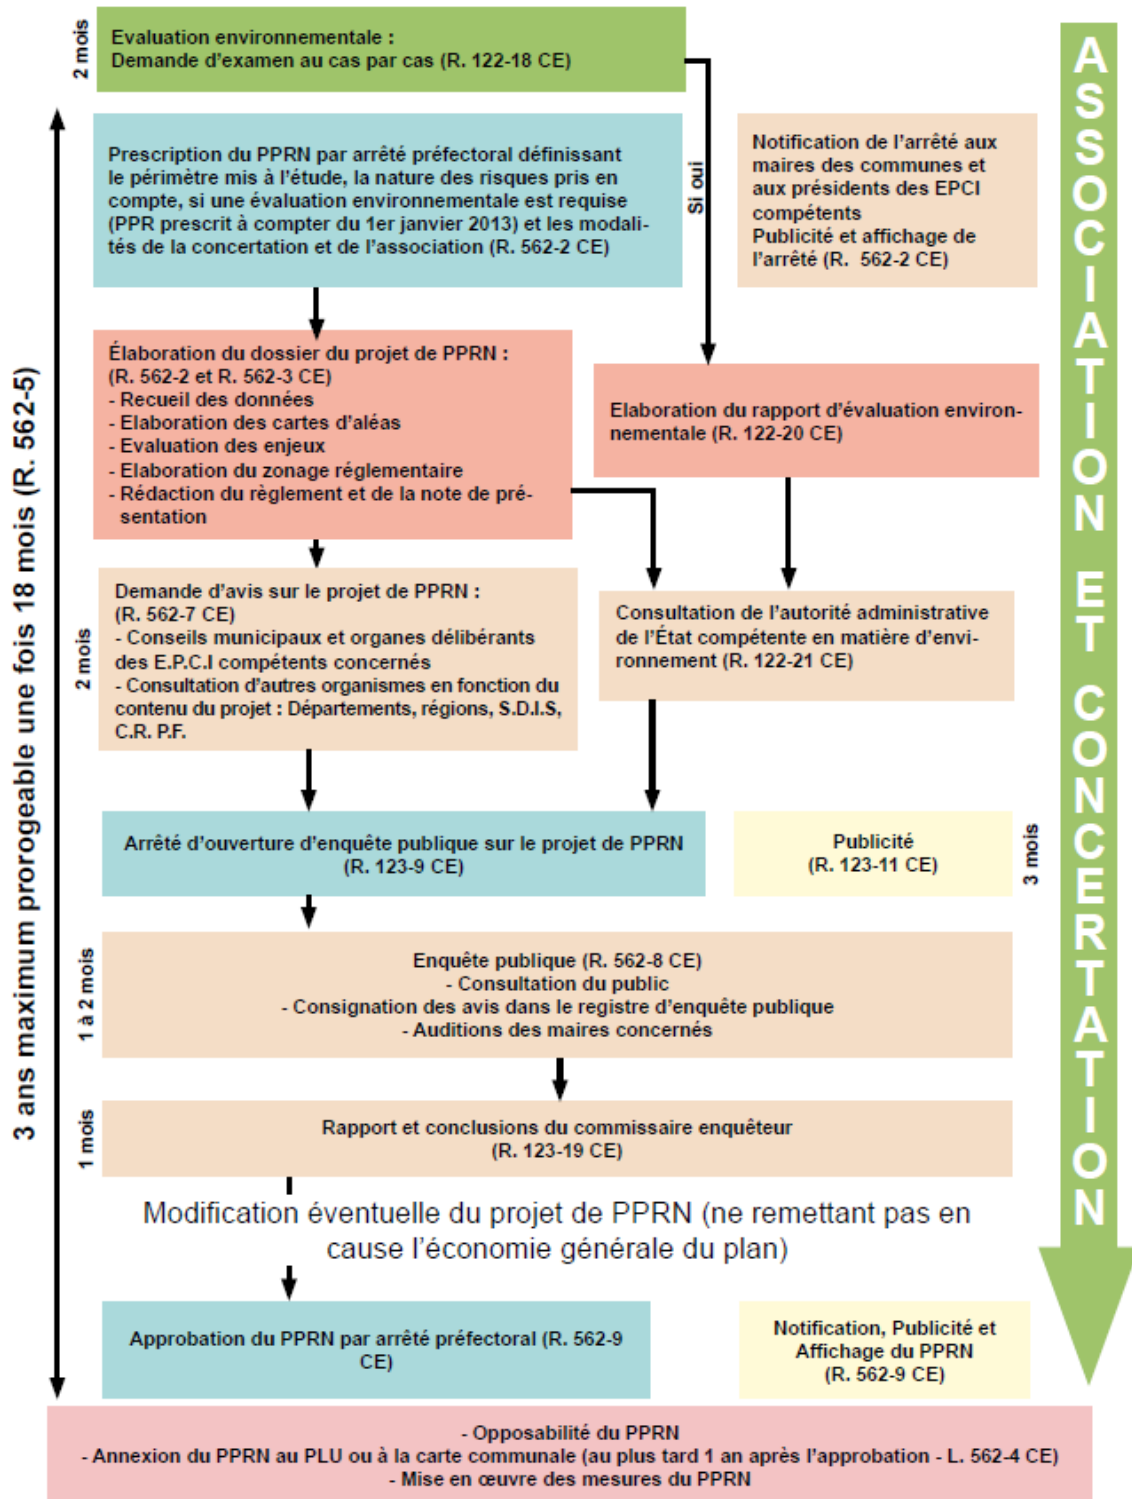 2 mois
Evaluation environnementale :
Demande d'examen au cas par cas (R. 122-18 CE)
3 ans maximum prorogeable une fois 18 mois (R. 562-5)
Prescription du PPRN par arrêté préfectoral définissant
le périmètre mis à l'étude, la nature des risques pris en
compte, si une évaluation environnementale est requise
(PPR prescrit à compter du 1er janvier 2013) et les modali-
tés de la concertation et de l'association (R. 562-2 CE)
Si oui
Notification de l'arrêté aux
maires des communes et
aux présidents des EPCI
compétents
Publicité et affichage de
l'arrêté (R. 562-2 CE)
Élaboration du dossier du projet de PPRN :
(R. 562-2 et R. 562-3 CE)
- Recueil des données
- Elaboration des cartes d'aléas
- Evaluation des enjeux
- Elaboration du zonage réglementaire
- Rédaction du règlement et de la note de pré-
sentation
Elaboration du rapport d'évaluation environ-
nementale (R. 122-20 CE)
2 mois
Demande d'avis sur le projet de PPRN :
(R. 562-7 CE)
- Conseils municipaux et organes délibérants
des E.P.C.I compétents concernés
- Consultation d'autres organismes en fonction du
contenu du projet : Départements, régions, S.D.I.S,
C.R. P.F.
Consultation de l'autorité administrative
de l'État compétente en matière d'envi-
ronnement (R. 122-21 CE)
Arrêté d'ouverture d'enquête publique sur le projet de PPRN
(R. 123-9 CE)
Publicité
(R. 123-11 CE)
3 mois
1 à 2 mois
Enquête publique (R. 562-8 CE)
- Consultation du public
- Consignation des avis dans le registre d'enquête publique
- Auditions des maires concernés
1 mois
Rapport et conclusions du commissaire enquêteur
(R. 123-19 CE)
Modification éventuelle du projet de PPRN (ne remettant pas en
cause l'économie générale du plan)
Approbation du PPRN par arrêté préfectoral (R. 562-9
CE)
Notification, Publicité et
Affichage du PPRN
(R. 562-9 CE)
- Opposabilité du PPRN
- Annexion du PPRN au PLU ou à la carte communale (au plus tard 1 an après l'approbation - L. 562-4 CE)
- Mise en œuvre des mesures du PPRN
ASSOCIATION ET CONCERTATION